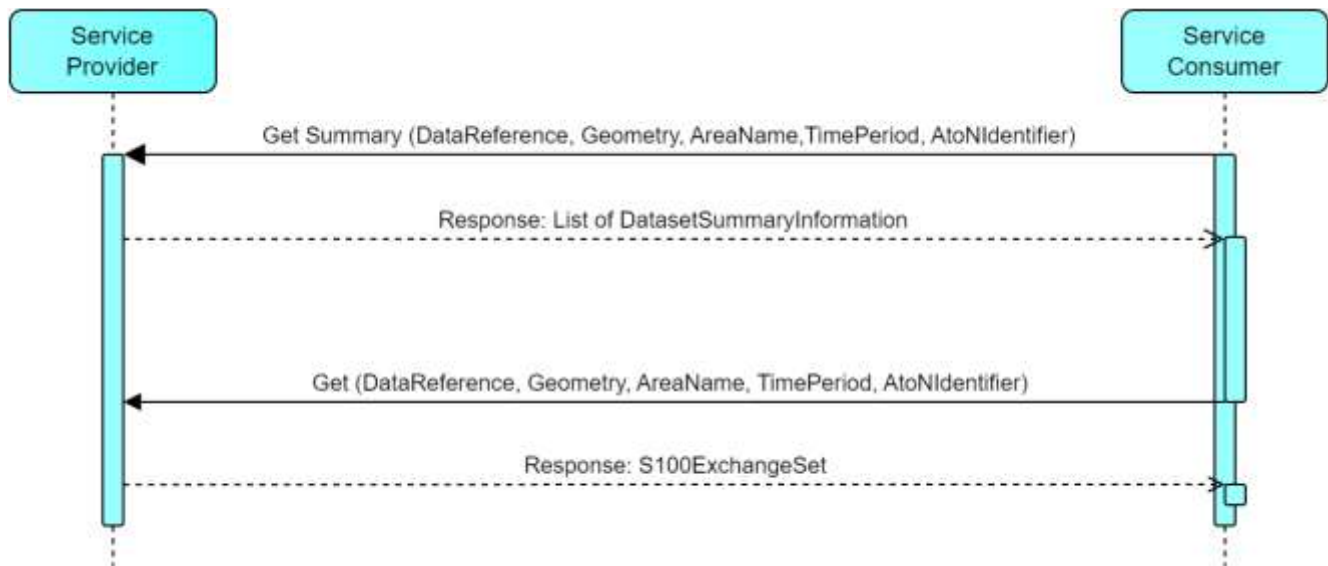 Service
Provider
Service
Consumer
Get Summary (DataReference, Geometry, AreaName,TimePeriod, AtoNIdentifier)
Response: List of DatasetSummaryInformation
Get (DataReference, Geometry, AreaName, TimePeriod, AtoNIdentifier)
Response: S100ExchangeSet